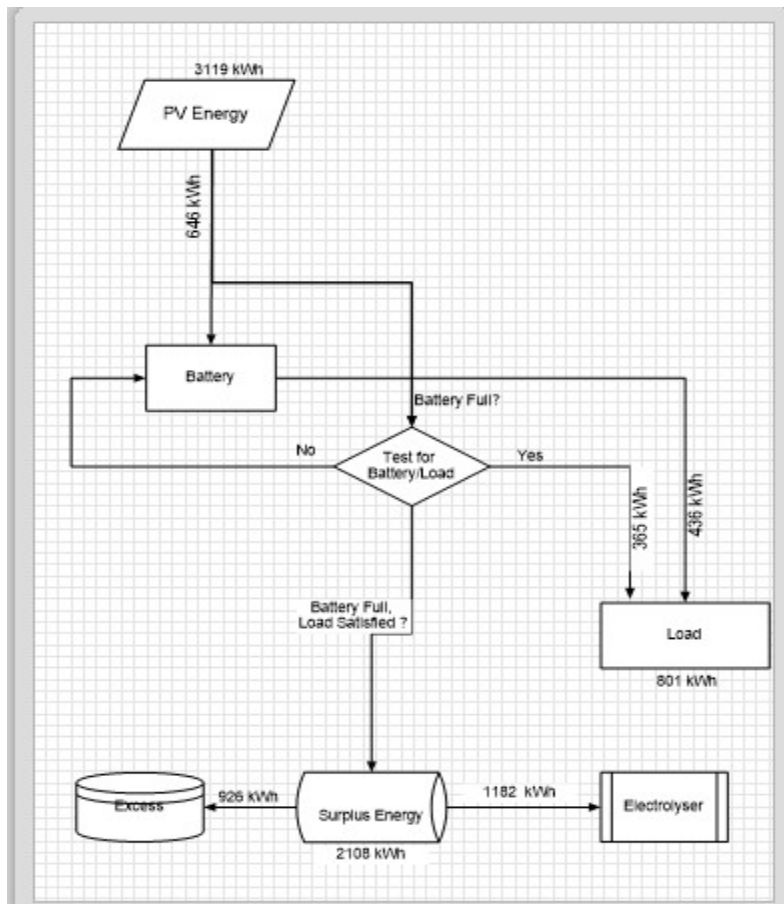 3119 kWh
PV Energy
646 kWh
Battery
Battery Full?
No
Test for
Battery/Load
Yes
365 kWh
436 kWh
Battery Full,
Load Satisfied ?
Load
801 kWh
Excess
926 kWh
Surplus Energy
2108 kWh
1182 kWh
Electrolyser